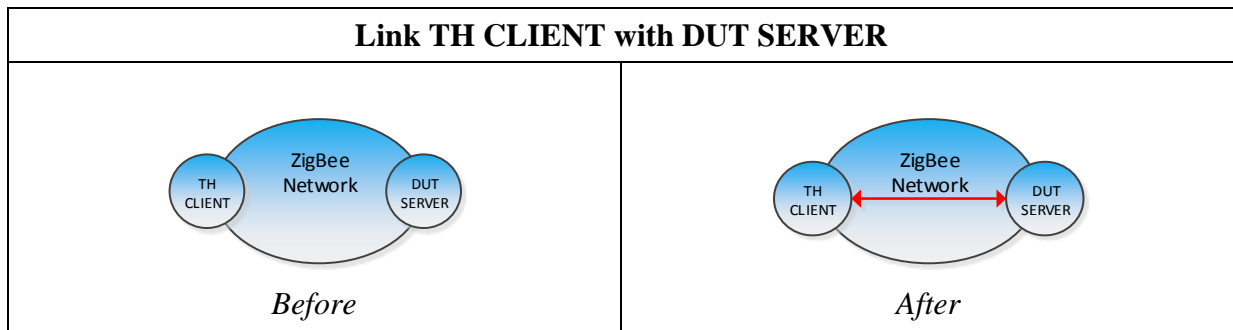 Link TH CLIENT with DUT SERVER
ZigBee
Network
TH
CLIENT
DUT
SERVER
Before
ZigBee
Network
TH
CLIENT
DUT
SERVER
After